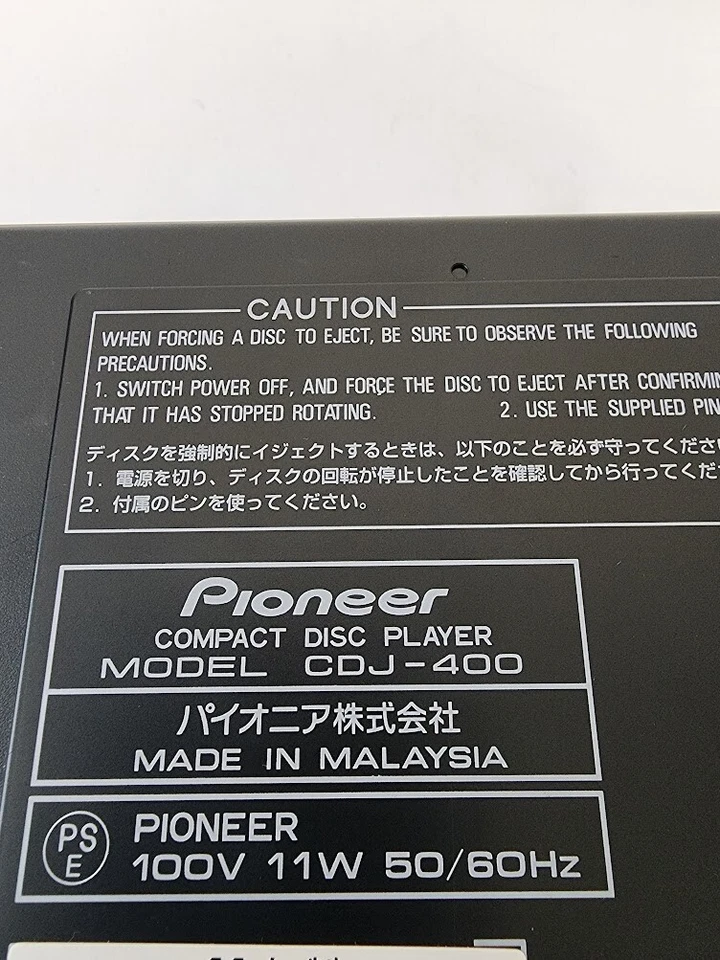 CAUTION
WHEN FORCING A DISC TO EJECT, BE SURE TO OBSERVE THE FOLLOWING
PRECAUTIONS.
1. SWITCH POWER OFF, AND FORCE THE DISC TO EJECT AFTER CONFIRMIN
THAT IT HAS STOPPED ROTATING. 2. USE THE SUPPLIED PIN
ディスクを強制的にイジェクトするときは、以下のことを必ず守ってくださ
1. 電源を切り、ディスクの回転が停止したことを確認してから行ってくだ
2. 付属のピンを使ってください。
Pioneer
COMPACT DISC PLAYER
MODEL CDJ-400
パイオニア株式会社
MADE IN MALAYSIA
PS
E
PIONEER
100V 11W 50/60Hz